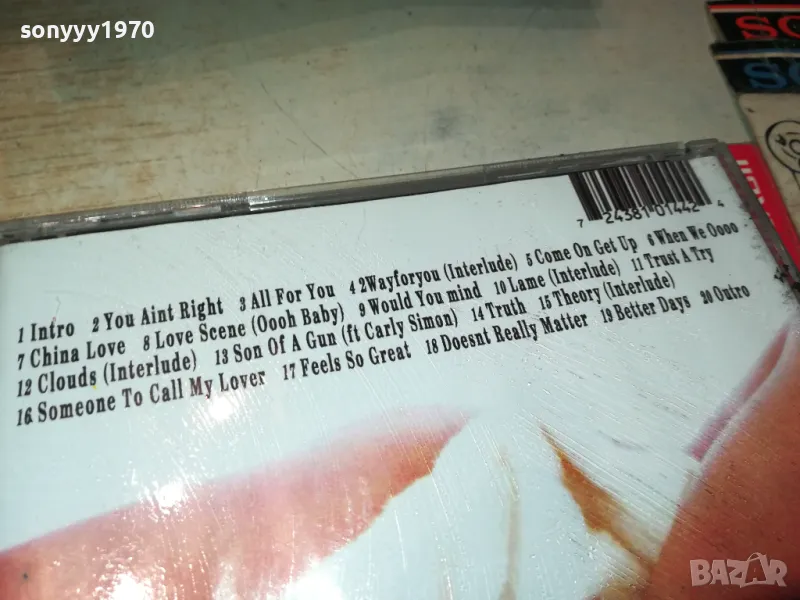 sonyyy1970
SO
SO
7 24381 01442 4
1 Intro 2 You Aint Right 3 All For You 4 2Wayforyou (Interlude) 5 Come On Get Up 6 When We Oooo
7 China Love 8 Love Scene (Oooh Baby) 9 Would You mind 10 Lame (Interlude) 11 Trust A Try
12 Clouds (Interlude) 13 Son Of A Gun (ft Carly Simon) 14 Truth 15 Theory (Interlude)
16 Someone To Call My Lover 17 Feels So Great 18 Doesnt Really Matter 19 Better Days 20 Outro
BAZAR